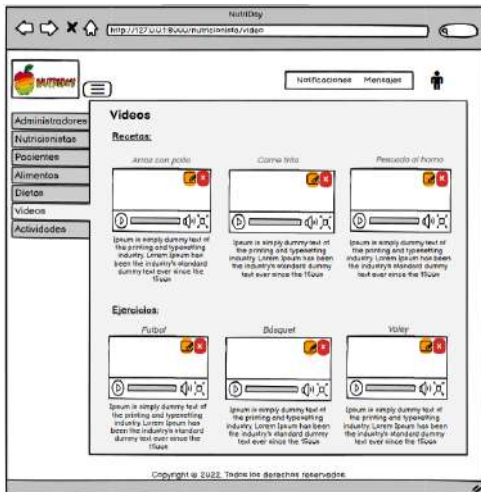 NutriDay
http://127.0.0.1:8000/nutricionista/video
NUTRIDAY
Notificaciones Mensajes
Administradores
Nutricionistas
Pacientes
Alimentos
Dietas
Videos
Actividades
Videos
Recetas:
Arroz con pollo
Carne frita
Pescado al horno
Ipsum is simply dummy text of
the printing and typesetting
industry. Lorem Ipsum has
been the industry's standard
dummy text ever since the
1500s
Ipsum is simply dummy text of
the printing and typesetting
industry. Lorem Ipsum has been
the industry's standard dummy
text ever since the 1500s
Ipsum is simply dummy text of
the printing and typesetting
industry. Lorem Ipsum has been
the industry's standard dummy
text ever since the 1500s
Ejercicios:
Futbol
Básquet
Voley
Ipsum is simply dummy text of
the printing and typesetting
industry. Lorem Ipsum has
been the industry's standard
dummy text ever since the
1500s
Ipsum is simply dummy text of
the printing and typesetting
industry. Lorem Ipsum has been
the industry's standard dummy
text ever since the 1500s
Ipsum is simply dummy text of
the printing and typesetting
industry. Lorem Ipsum has been
the industry's standard dummy
text ever since the 1500s
Copyright © 2022. Todos los derechos reservados.